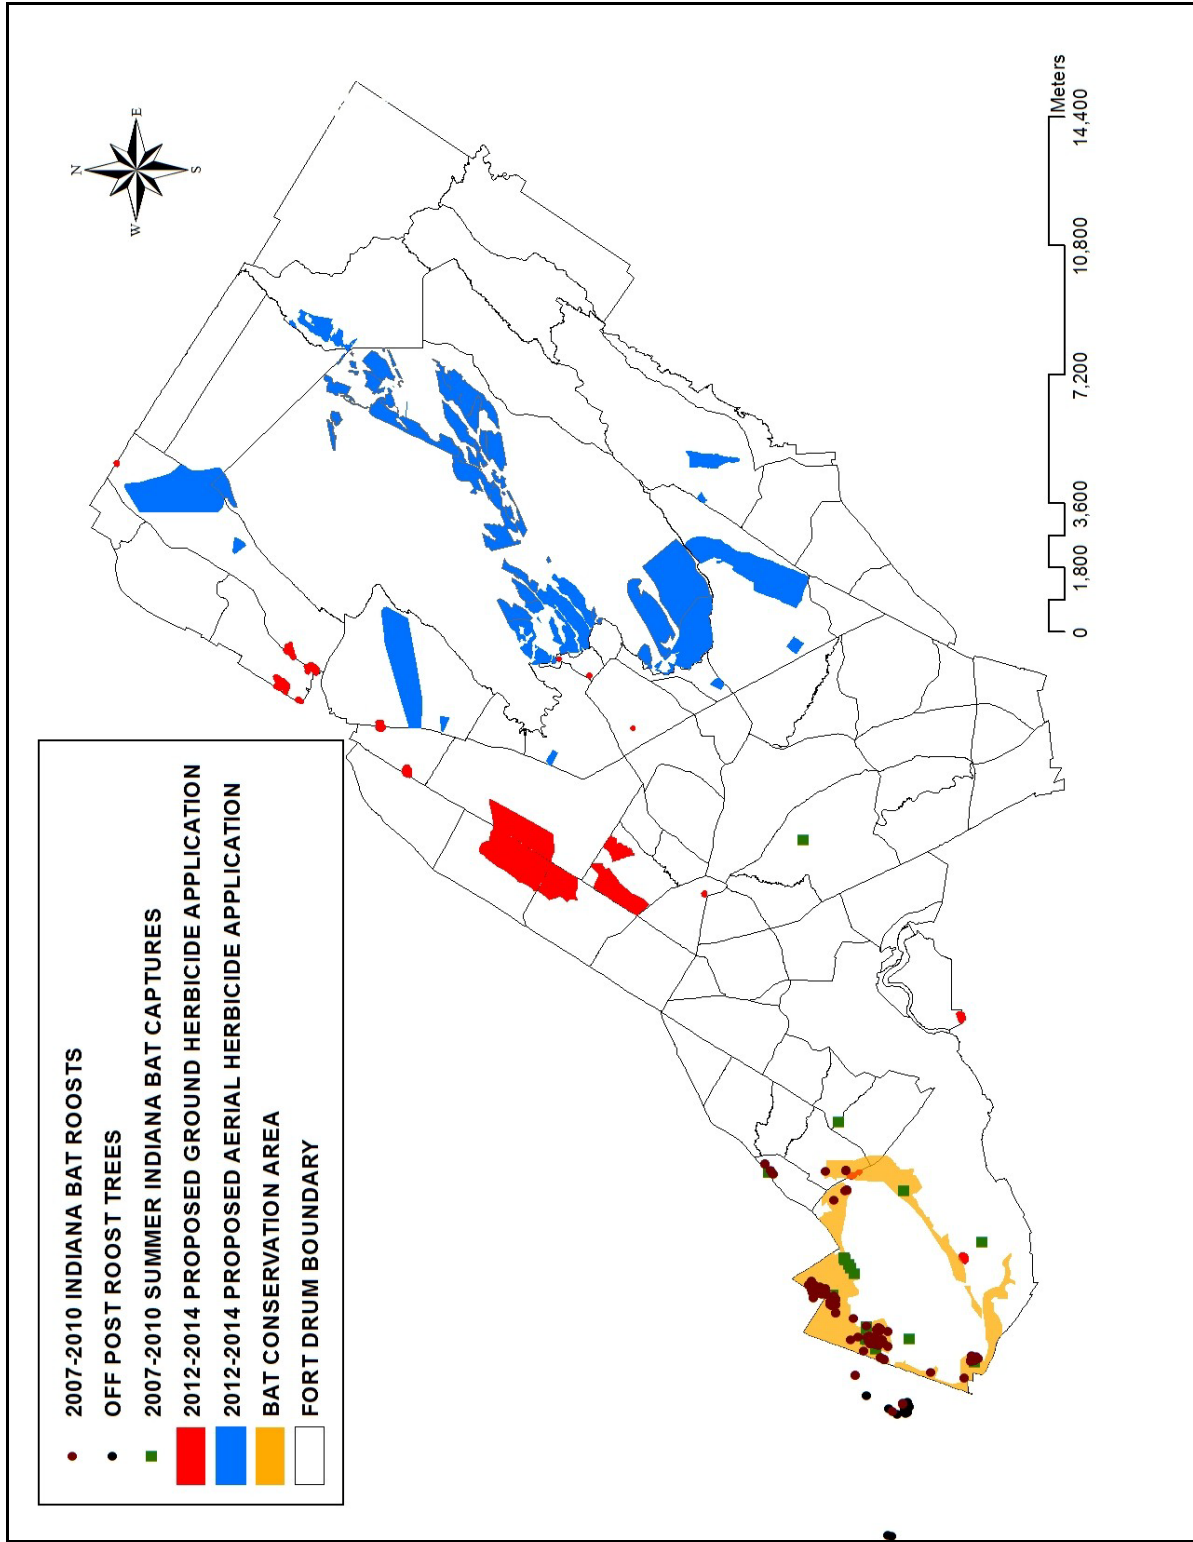 N
E
W
S
2007-2010 INDIANA BAT ROOSTS
OFF POST ROOST TREES
2007-2010 SUMMER INDIANA BAT CAPTURES
2012-2014 PROPOSED GROUND HERBICIDE APPLICATION
2012-2014 PROPOSED AERIAL HERBICIDE APPLICATION
BAT CONSERVATION AREA
FORT DRUM BOUNDARY
Meters
0 1,800 3,600 7,200 10,800 14,400